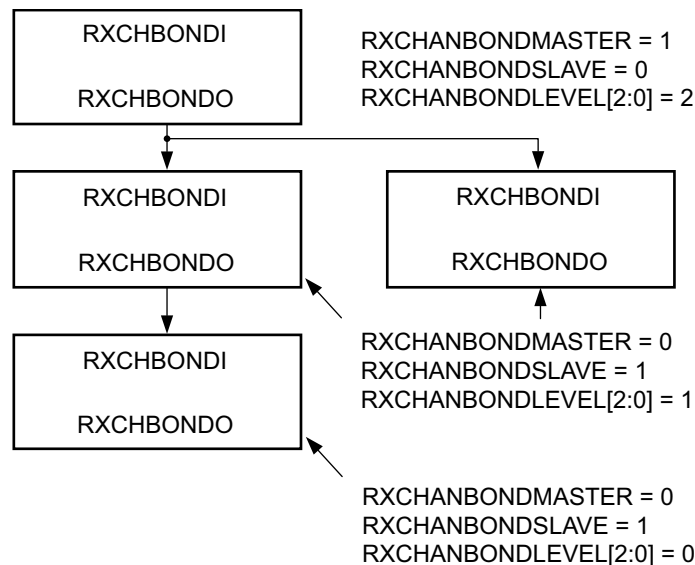 RXCHBONDI
RXCHBONDO
RXCHANBONDMASTER = 1
RXCHANBONDSLAVE = 0
RXCHANBONDLEVEL[2:0] = 2
RXCHBONDI
RXCHBONDO
RXCHBONDI
RXCHBONDO
RXCHANBONDMASTER = 0
RXCHANBONDSLAVE = 1
RXCHANBONDLEVEL[2:0] = 1
RXCHBONDI
RXCHBONDO
RXCHANBONDMASTER = 0
RXCHANBONDSLAVE = 1
RXCHANBONDLEVEL[2:0] = 0